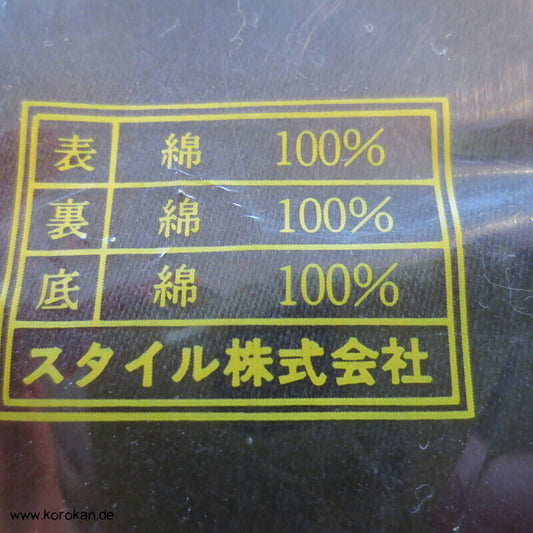 表 綿 100%
裏 綿 100%
底 綿 100%
スタイル株式会社
www.korokan.de